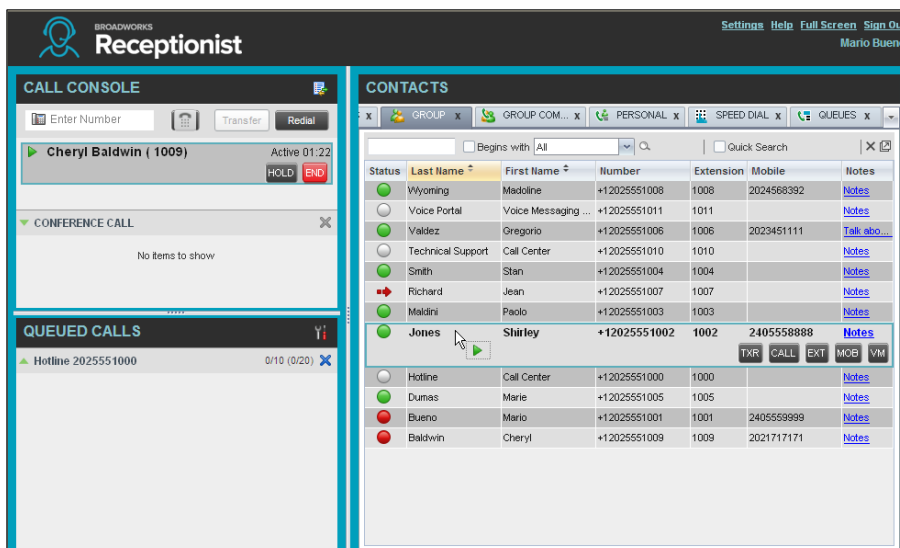 BROADWORKS
Receptionist
Settings Help Full Screen Sign Ou
Mario Buen
CALL CONSOLE
Enter Number Transfer Redial
Cheryl Baldwin ( 1009) Active 01:22
HOLD END
CONFERENCE CALL
No items to show
QUEUED CALLS
Hotline 2025551000 0/10 (0/20)
CONTACTS
x GROUP x GROUP COM... x PERSONAL x SPEED DIAL x QUEUES x
Begins with All Quick Search
Status Last Name First Name Number Extension Mobile Notes
Wyoming Madoline +12025551008 1008 2024568392 Notes
Voice Portal Voice Messaging ... +12025551011 1011 Notes
Valdez Gregorio +12025551006 1006 2023451111 Talk abo...
Technical Support Call Center +12025551010 1010 Notes
Smith Stan +12025551004 1004 Notes
Richard Jean +12025551007 1007 Notes
Maldini Paolo +12025551003 1003 Notes
Jones Shirley +12025551002 1002 2405558888 Notes
TXR CALL EXT MOB VM
Hotline Call Center +12025551000 1000 Notes
Dumas Marie +12025551005 1005 Notes
Bueno Mario +12025551001 1001 2405559999 Notes
Baldwin Cheryl +12025551009 1009 2021717171 Notes